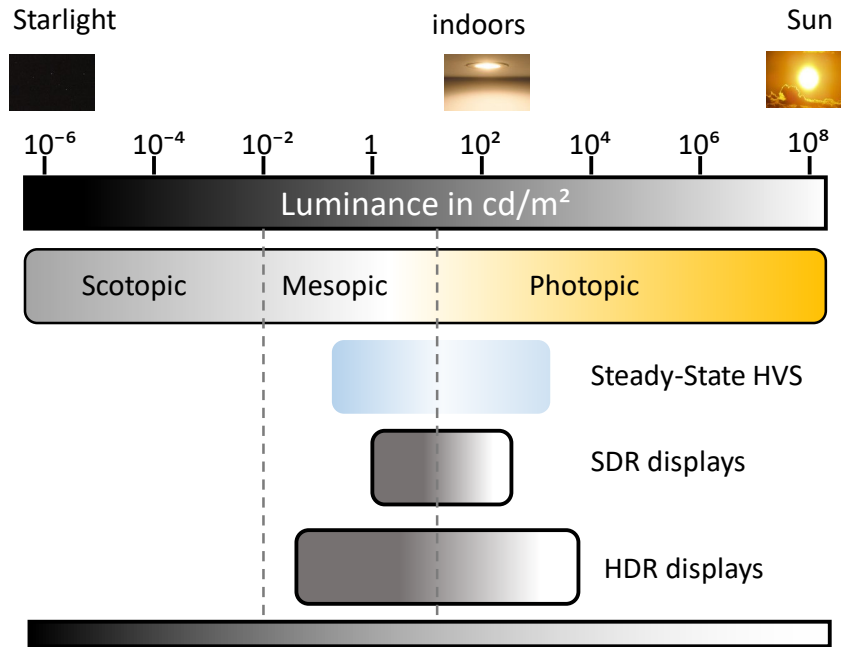 Starlight indoors Sun
10⁻⁶ 10⁻⁴ 10⁻² 1 10² 10⁴ 10⁶ 10⁸
Luminance in cd/m²
Scotopic Mesopic Photopic
Steady-State HVS
SDR displays
HDR displays